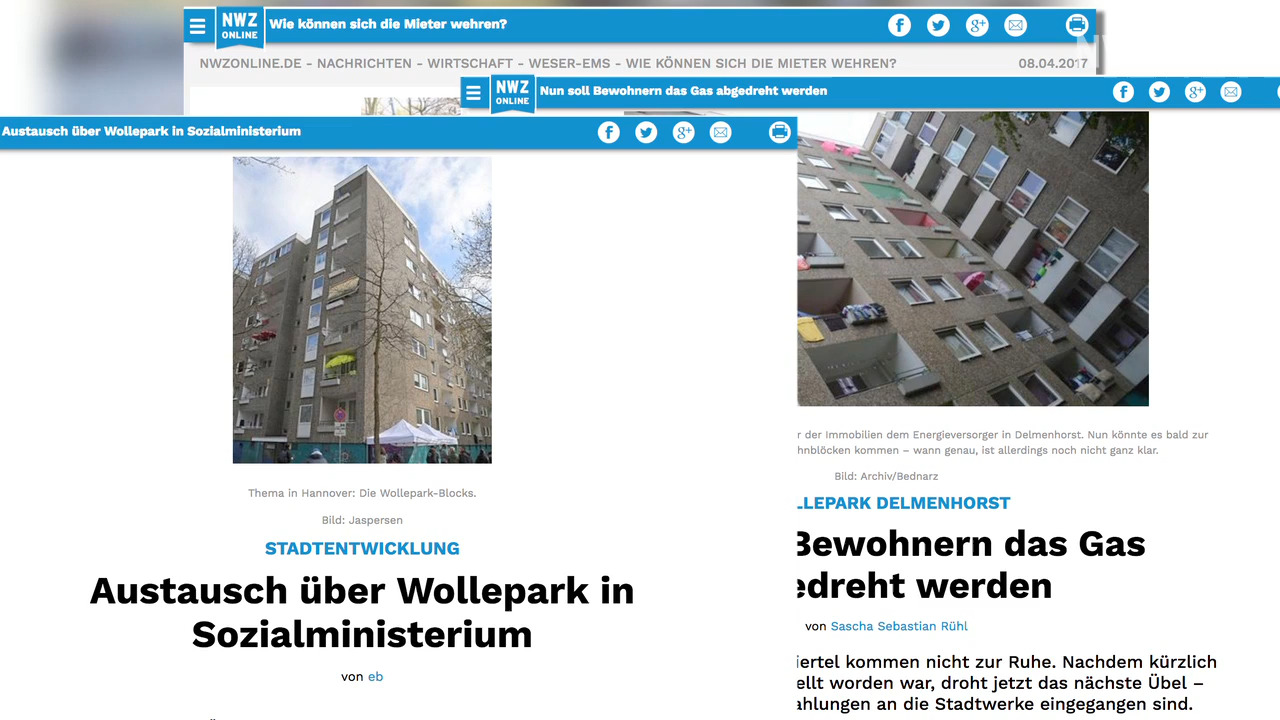 NWZ
ONLINE
Wie können sich die Mieter wehren?
NWZONLINE.DE - NACHRICHTEN - WIRTSCHAFT - WESER-EMS - WIE KÖNNEN SICH DIE MIETER WEHREN?
08.04.2017
NWZ
ONLINE
Nun soll Bewohnern das Gas abgedreht werden
Austausch über Wollepark in Sozialministerium
Thema in Hannover: Die Wollepark-Blocks.
Bild: Jaspersen
STADTENTWICKLUNG
Austausch über Wollepark in
Sozialministerium
von eb
r der Immobilien dem Energieversorger in Delmenhorst. Nun könnte es bald zur
hnblöcken kommen – wann genau, ist allerdings noch nicht ganz klar.
Bild: Archiv/Bednarz
LLEPARK DELMENHORST
Bewohnern das Gas
edreht werden
von Sascha Sebastian Rühl
iertel kommen nicht zur Ruhe. Nachdem kürzlich
ellt worden war, droht jetzt das nächste Übel –
ahlungen an die Stadtwerke eingegangen sind.